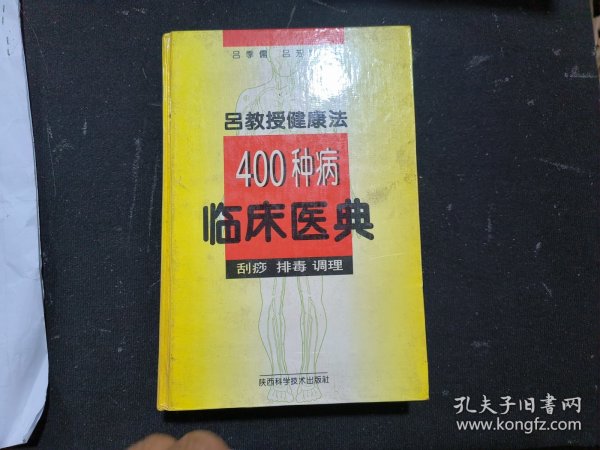 吕季儒 吕
吕教授健康法
400种病
临床医典
刮痧 排毒 调理
陕西科学技术出版社
孔夫子旧书网
www.kongfz.com